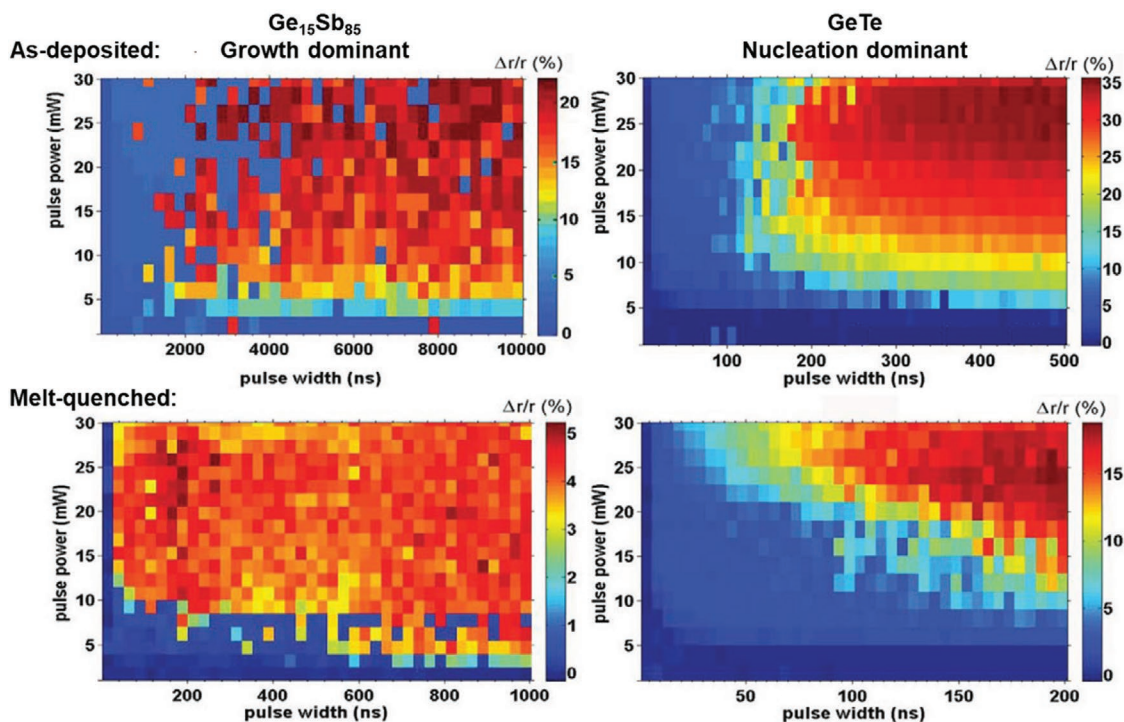 Ge₁₅Sb₈₅ GeTe
As-deposited: Growth dominant Nucleation dominant
Δr/r (%)
pulse power (mW)
30
25
20
15
10
5
2000 4000 6000 8000 10000
pulse width (ns)
20
15
10
5
0
Δr/r (%)
pulse power (mW)
30
25
20
15
10
5
100 200 300 400 500
pulse width (ns)
35
30
25
20
15
10
5
0
Melt-quenched:
Δr/r (%)
pulse power (mW)
30
25
20
15
10
5
200 400 600 800 1000
pulse width (ns)
5
4
3
2
1
0
Δr/r (%)
pulse power (mW)
30
25
20
15
10
5
50 100 150 200
pulse width (ns)
15
10
5
0